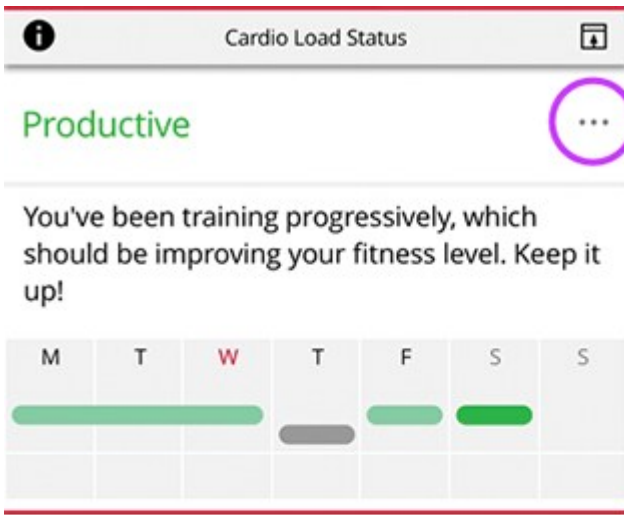 Cardio Load Status
Productive
...
You've been training progressively, which
should be improving your fitness level. Keep it
up!
M T W T F S S